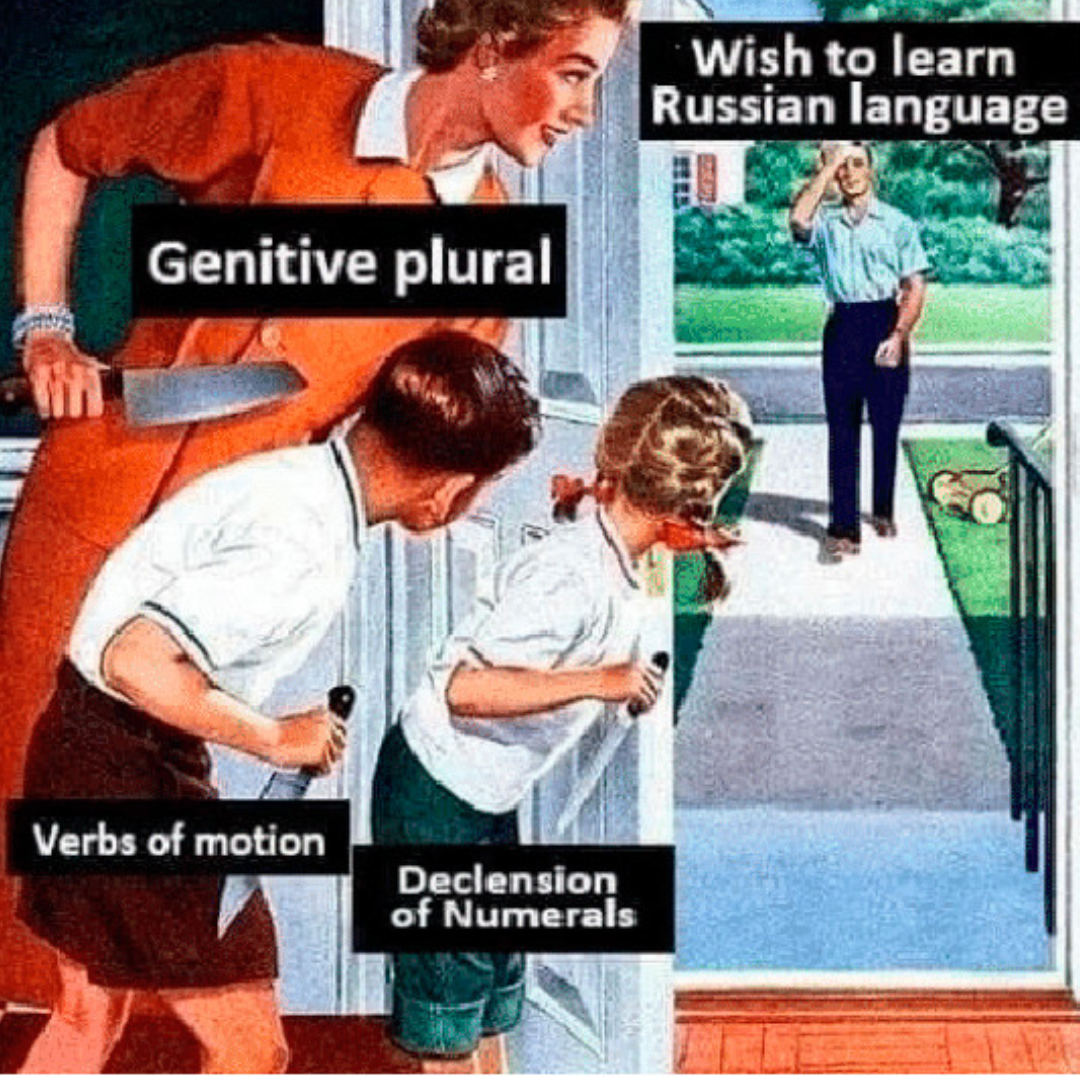 Wish to learn
Russian language
Genitive plural
Verbs of motion
Declension
of Numerals